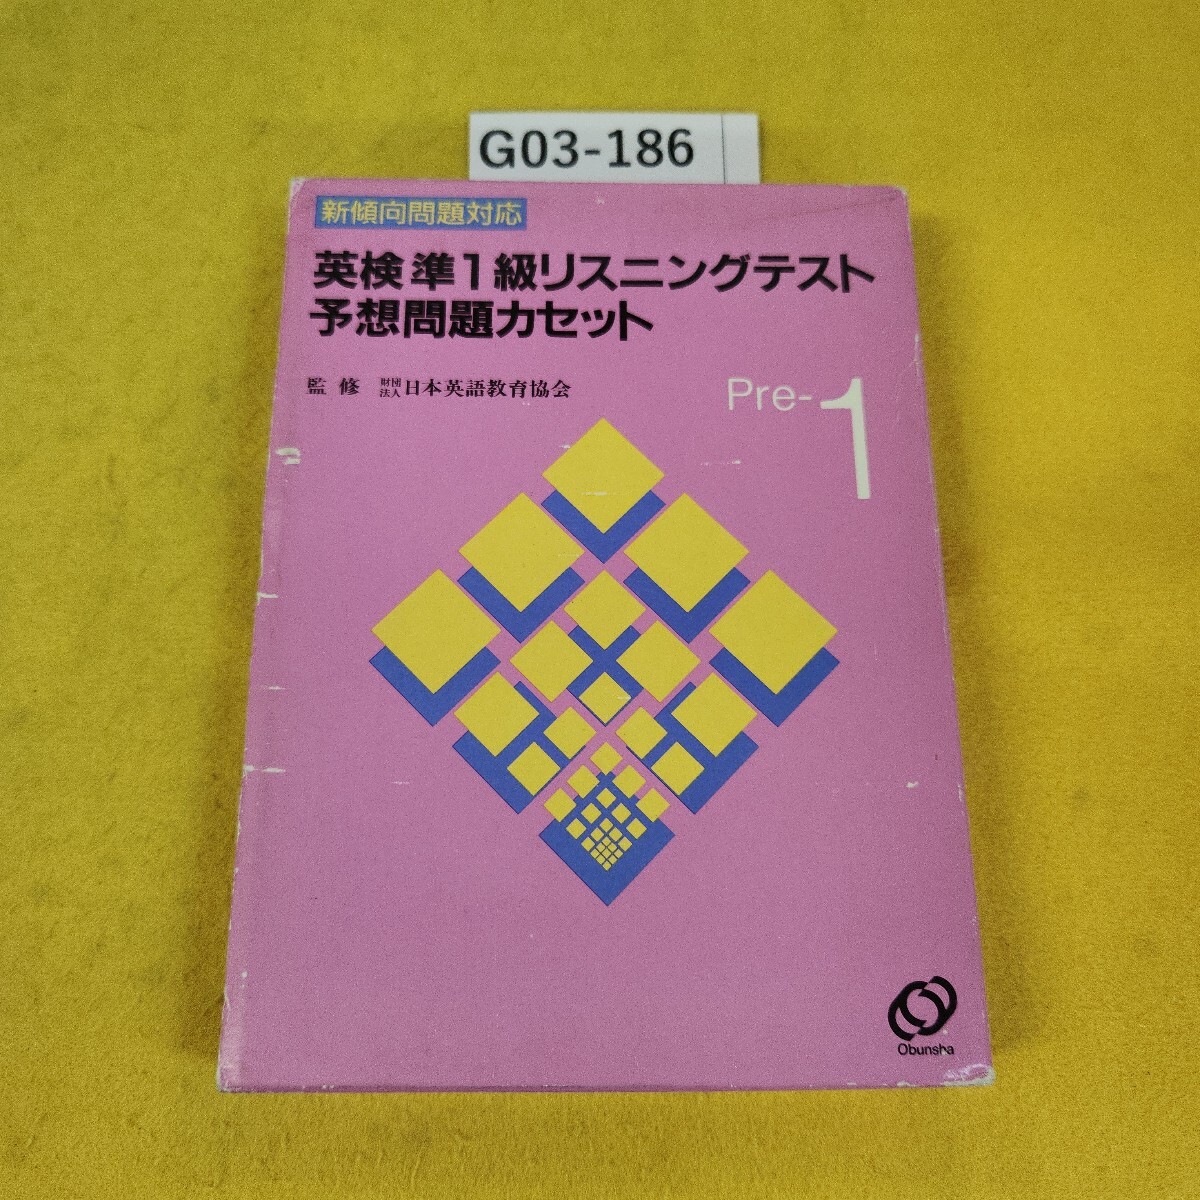 G03-186
新傾向問題対応
英検準1級リスニングテスト
予想問題カセット
監修 財団法人日本英語教育協会
Pre-1
Obunsha